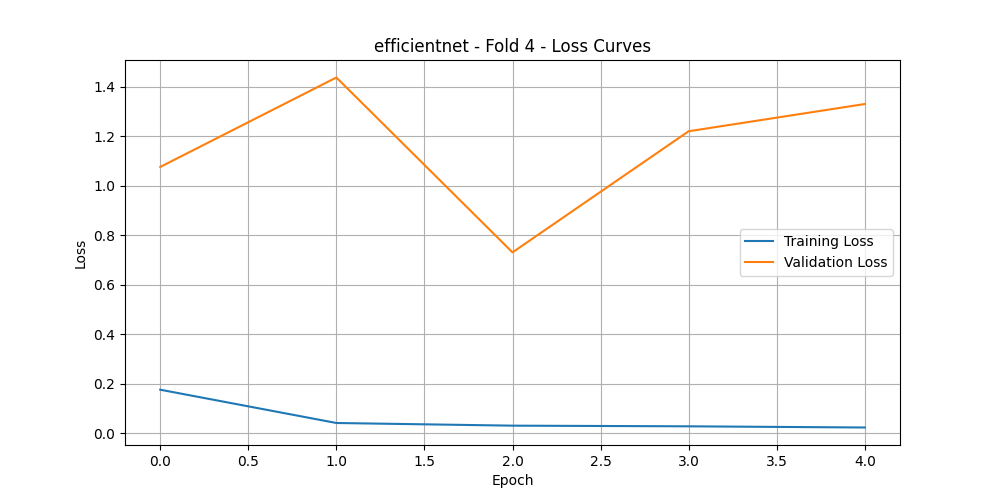 efficientnet - Fold 4 - Loss Curves
1.4
1.2
1.0
0.8
0.6
0.4
0.2
0.0
Loss
Training Loss
Validation Loss
0.0 0.5 1.0 1.5 2.0 2.5 3.0 3.5 4.0
Epoch